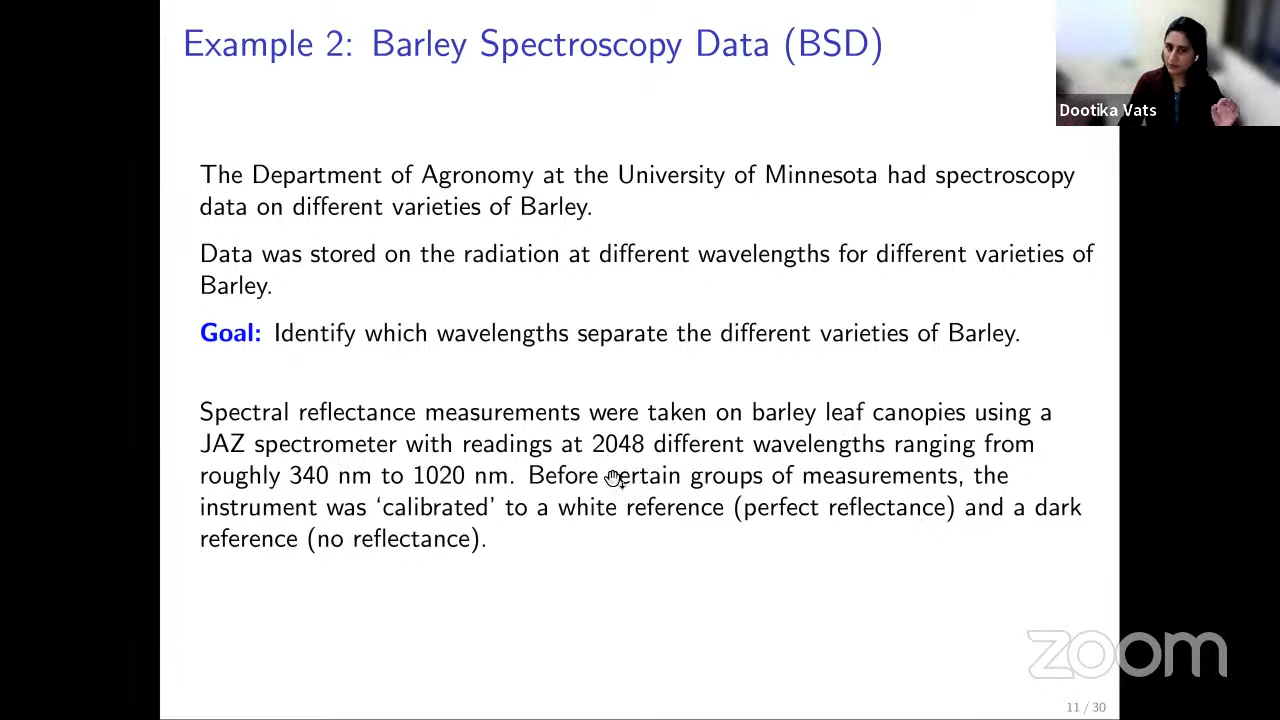 Example 2: Barley Spectroscopy Data (BSD)
Dootika Vats
The Department of Agronomy at the University of Minnesota had spectroscopy
data on different varieties of Barley.
Data was stored on the radiation at different wavelengths for different varieties of
Barley.
Goal: Identify which wavelengths separate the different varieties of Barley.
Spectral reflectance measurements were taken on barley leaf canopies using a
JAZ spectrometer with readings at 2048 different wavelengths ranging from
roughly 340 nm to 1020 nm. Before certain groups of measurements, the
instrument was ‘calibrated’ to a white reference (perfect reflectance) and a dark
reference (no reflectance).
zoom
11 / 30